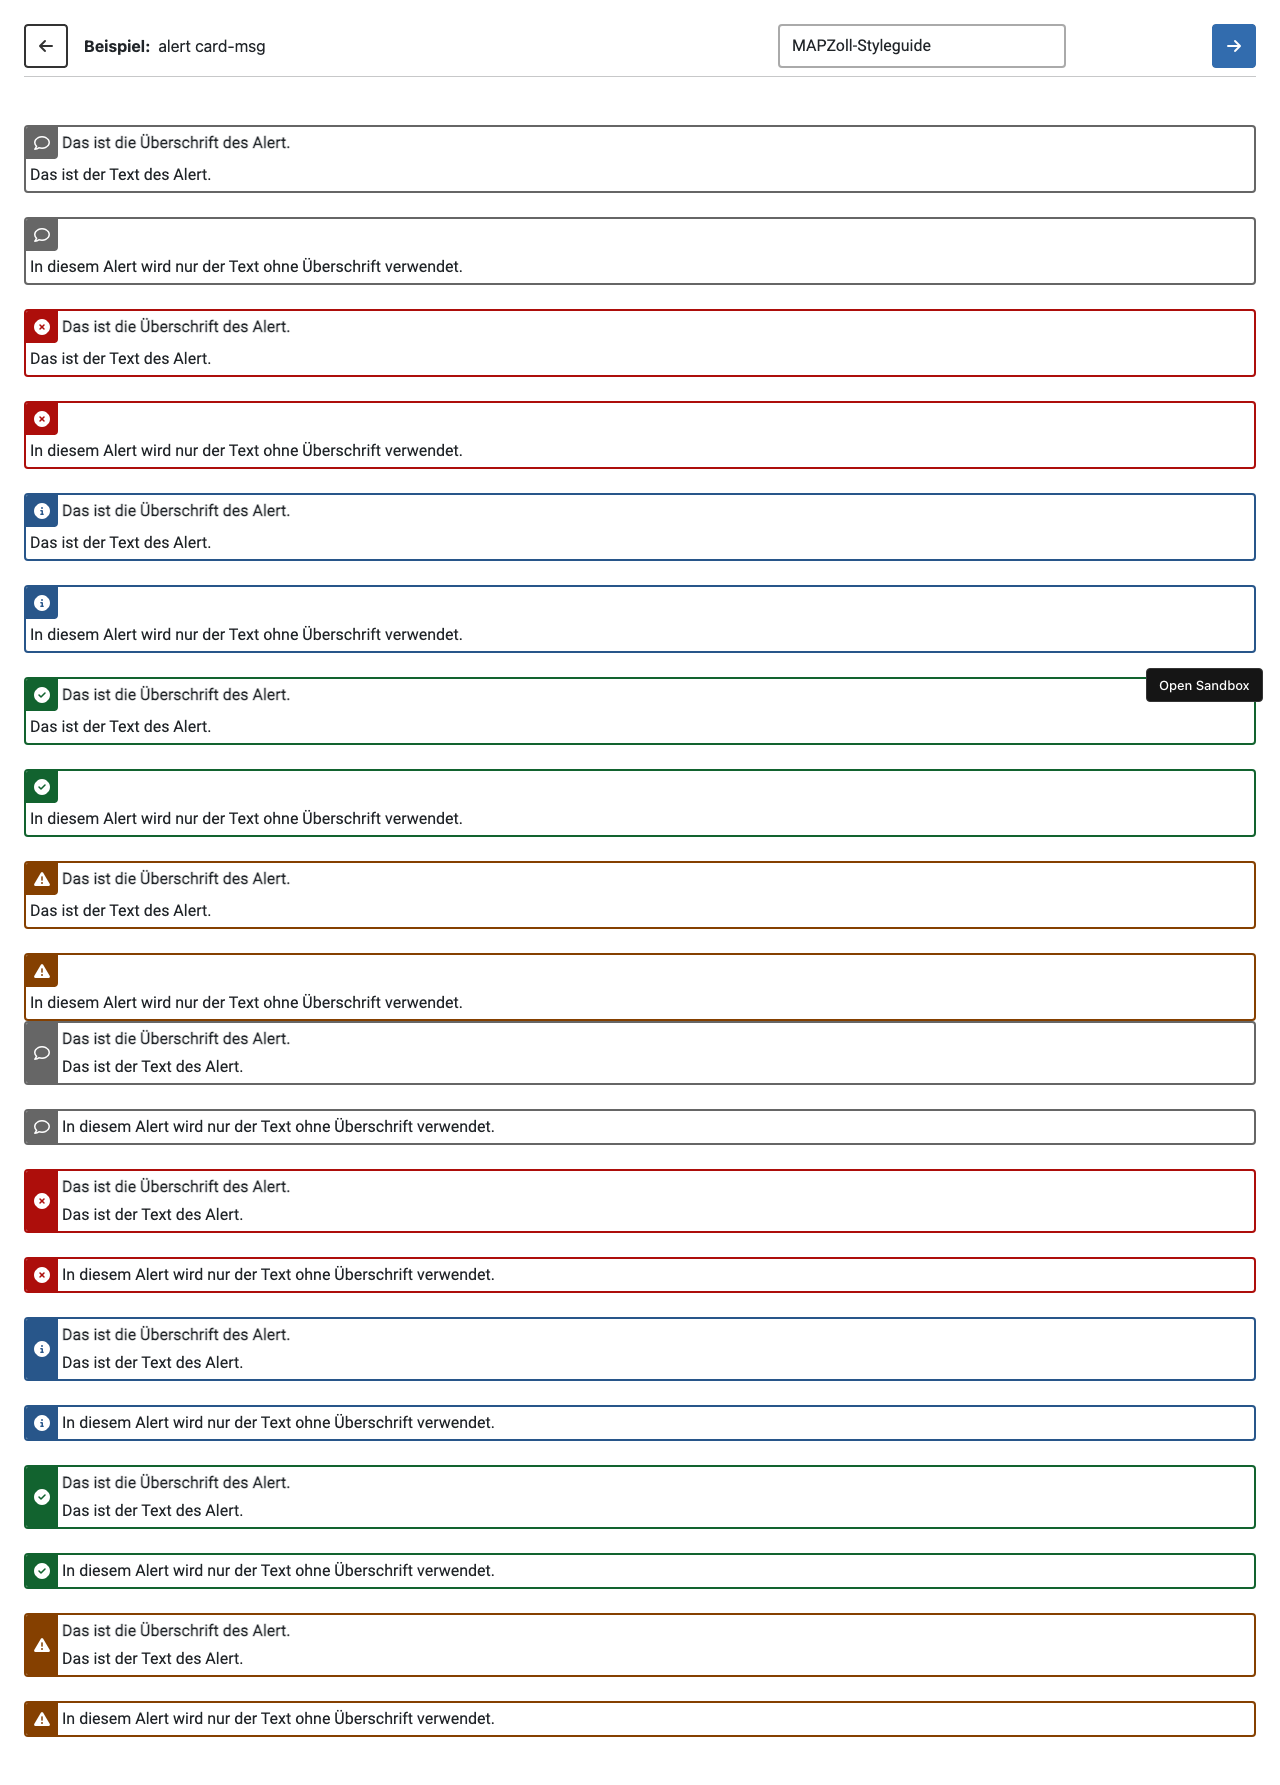 Beispiel: alert card-msg
MAPZoll-Styleguide
Das ist die Überschrift des Alert.
Das ist der Text des Alert.
In diesem Alert wird nur der Text ohne Überschrift verwendet.
Das ist die Überschrift des Alert.
Das ist der Text des Alert.
In diesem Alert wird nur der Text ohne Überschrift verwendet.
Das ist die Überschrift des Alert.
Das ist der Text des Alert.
In diesem Alert wird nur der Text ohne Überschrift verwendet.
Open Sandbox
Das ist die Überschrift des Alert.
Das ist der Text des Alert.
In diesem Alert wird nur der Text ohne Überschrift verwendet.
Das ist die Überschrift des Alert.
Das ist der Text des Alert.
In diesem Alert wird nur der Text ohne Überschrift verwendet.
Das ist die Überschrift des Alert.
Das ist der Text des Alert.
In diesem Alert wird nur der Text ohne Überschrift verwendet.
Das ist die Überschrift des Alert.
Das ist der Text des Alert.
In diesem Alert wird nur der Text ohne Überschrift verwendet.
Das ist die Überschrift des Alert.
Das ist der Text des Alert.
In diesem Alert wird nur der Text ohne Überschrift verwendet.
Das ist die Überschrift des Alert.
Das ist der Text des Alert.
In diesem Alert wird nur der Text ohne Überschrift verwendet.
Das ist die Überschrift des Alert.
Das ist der Text des Alert.
In diesem Alert wird nur der Text ohne Überschrift verwendet.